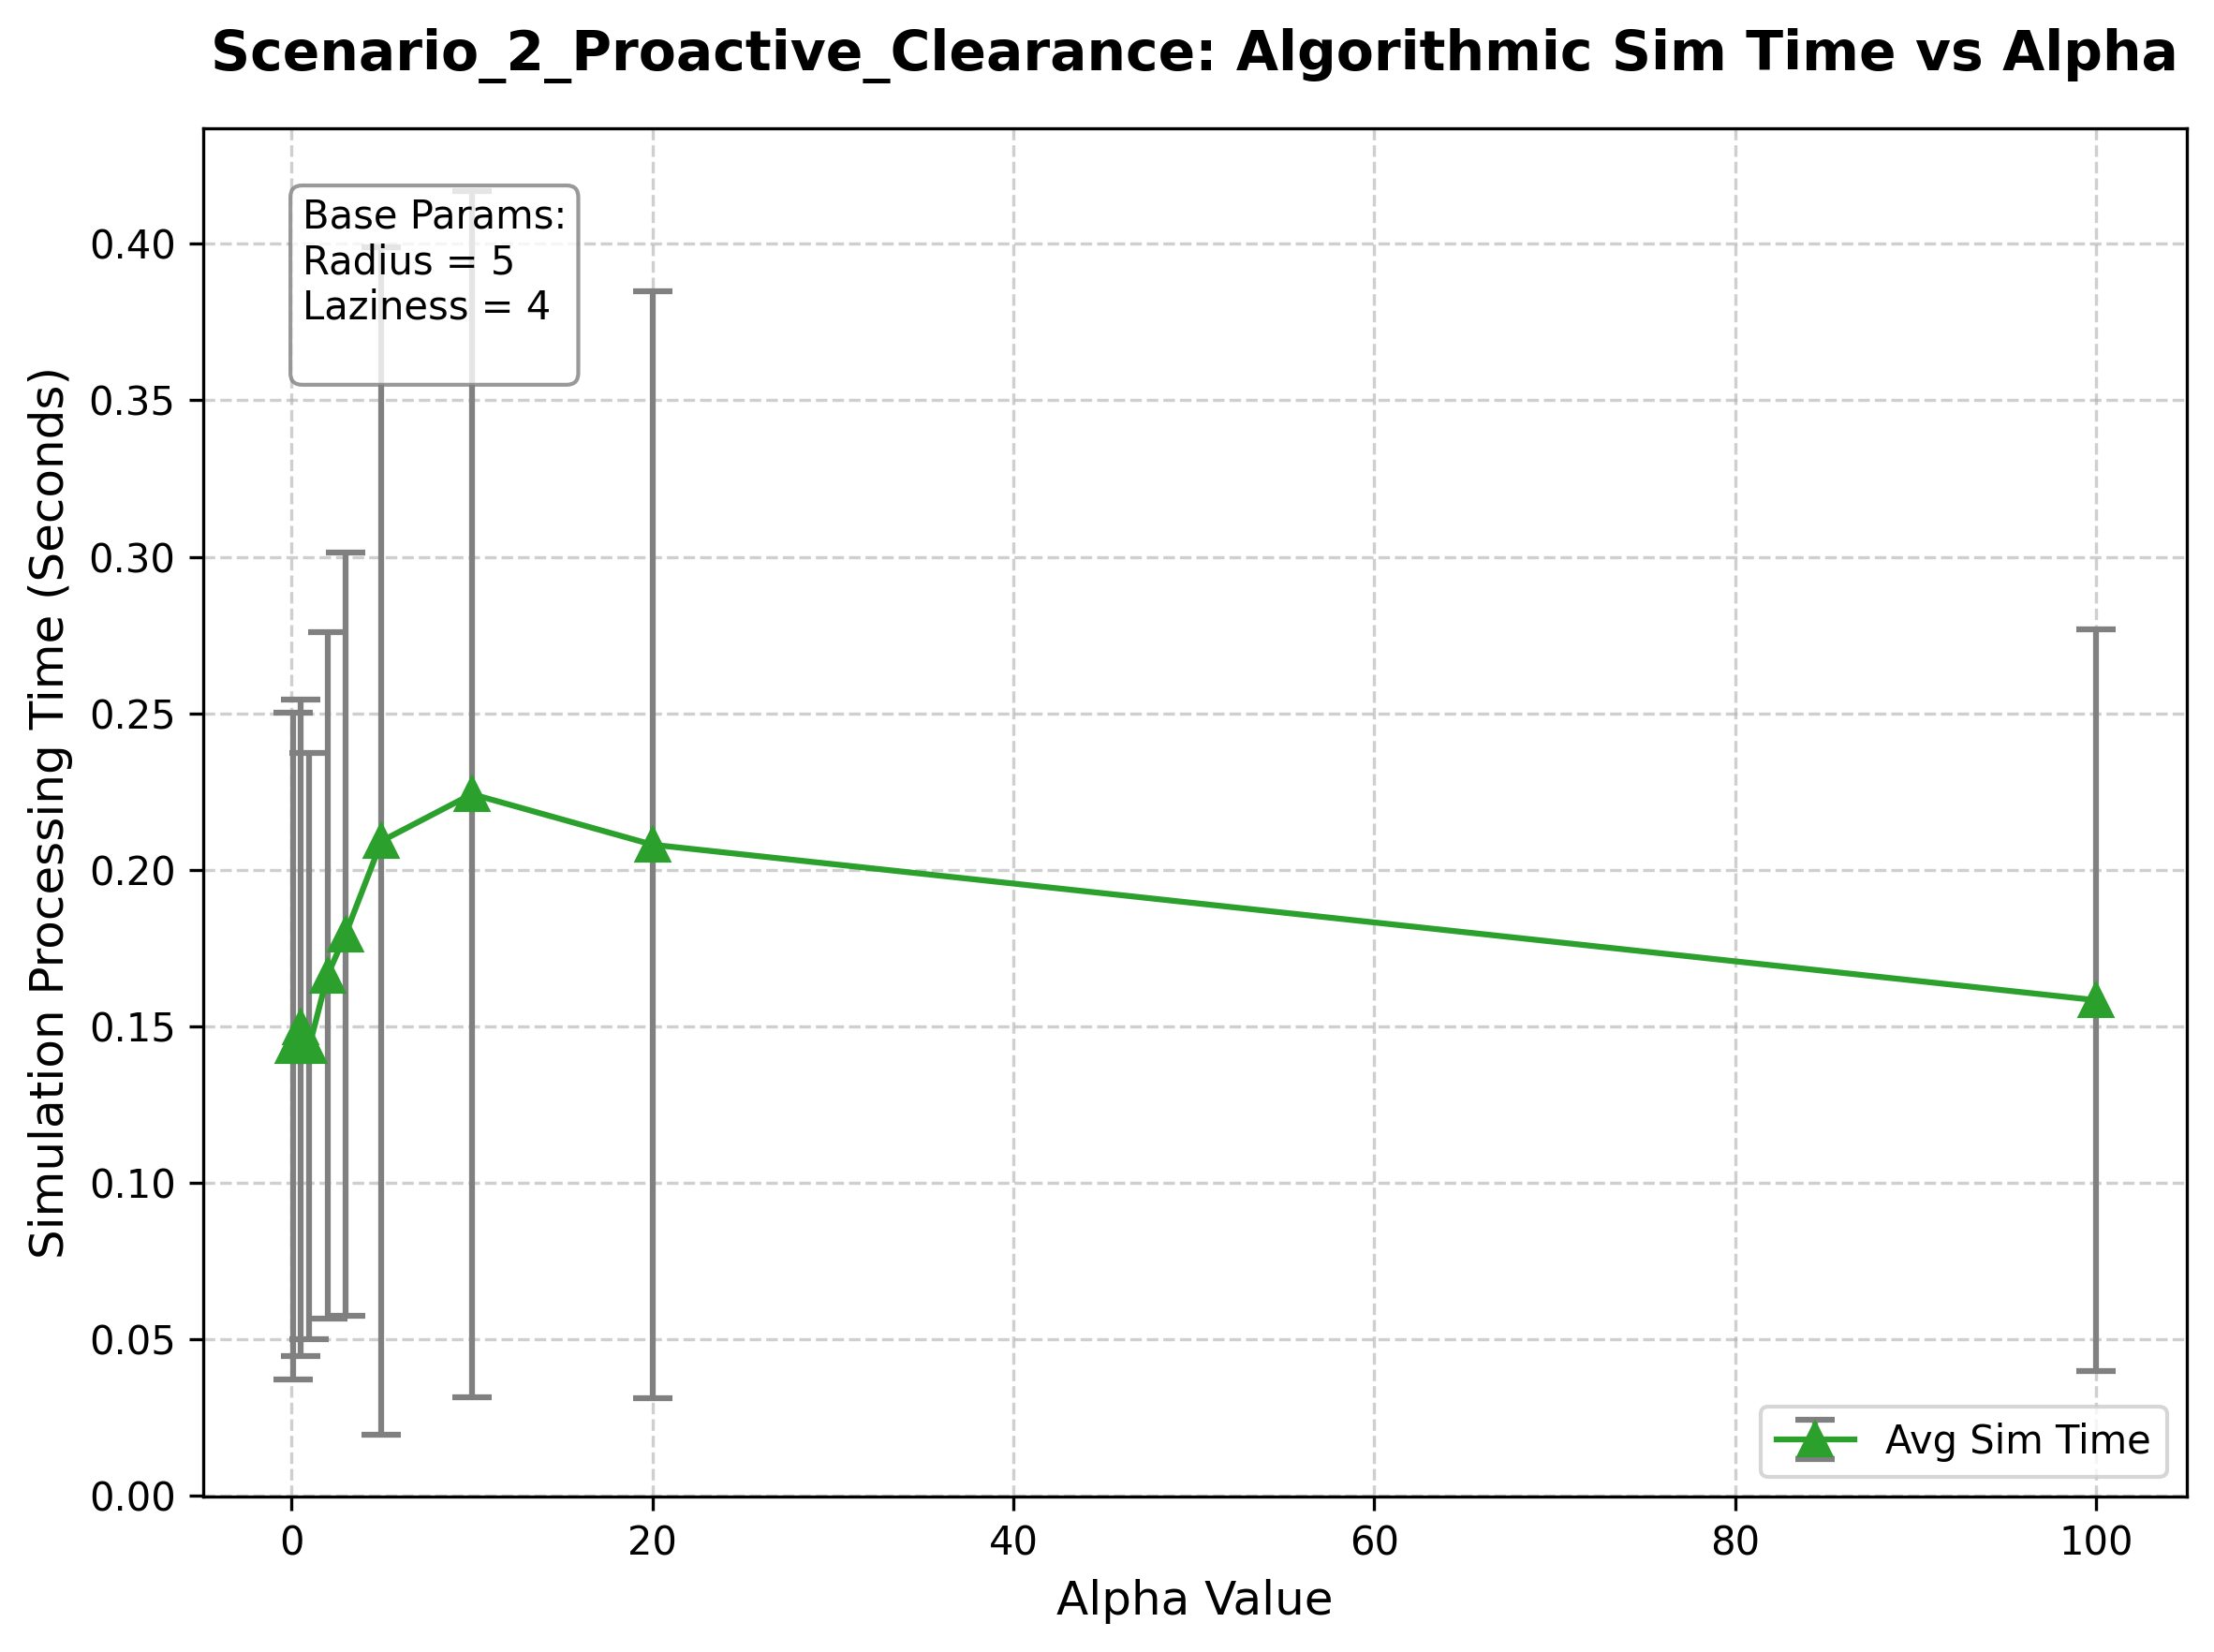 Scenario_2_Proactive_Clearance: Algorithmic Sim Time vs Alpha
Base Params:
Radius = 5
Laziness = 4
Simulation Processing Time (Seconds)
0.40
0.35
0.30
0.25
0.20
0.15
0.10
0.05
0.00
0 20 40 60 80 100
Alpha Value
Avg Sim Time